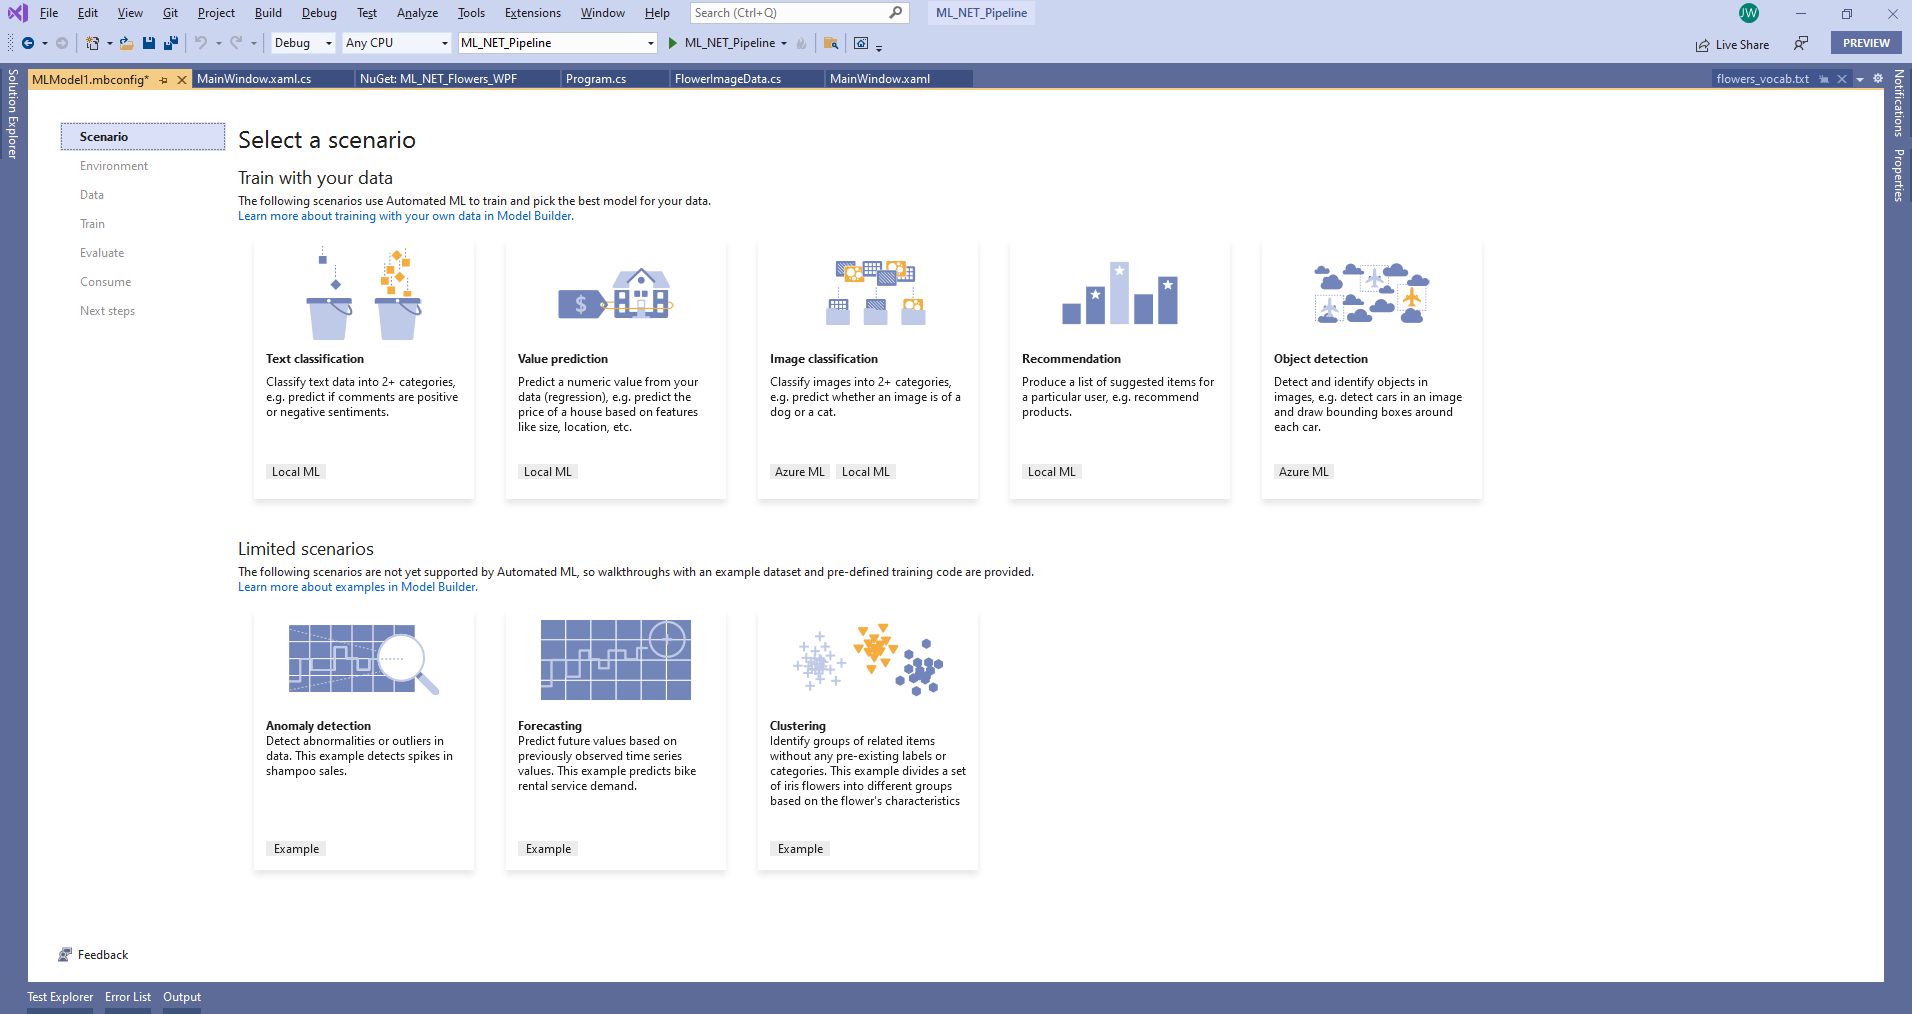 File Edit View Git Project Build Debug Test Analyze Tools Extensions Window Help Search (Ctrl+Q) ML_NET_Pipeline JW
Debug Any CPU ML_NET_Pipeline ML_NET_Pipeline Live Share PREVIEW
MLModel1.mbconfig* MainWindow.xaml.cs NuGet: ML_NET_Flowers_WPF Program.cs FlowerImageData.cs MainWindow.xaml flowers_vocab.txt
Solution Explorer
Notifications
Properties
Scenario
Environment
Data
Train
Evaluate
Consume
Next steps
Select a scenario
Train with your data
The following scenarios use Automated ML to train and pick the best model for your data.
Learn more about training with your own data in Model Builder.
$
Text classification
Classify text data into 2+ categories,
e.g. predict if comments are positive
or negative sentiments.
Local ML
Value prediction
Predict a numeric value from your
data (regression), e.g. predict the
price of a house based on features
like size, location, etc.
Local ML
Image classification
Classify images into 2+ categories,
e.g. predict whether an image is of a
dog or a cat.
Azure ML Local ML
Recommendation
Produce a list of suggested items for
a particular user, e.g. recommend
products.
Local ML
Object detection
Detect and identify objects in
images, e.g. detect cars in an image
and draw bounding boxes around
each car.
Azure ML
Limited scenarios
The following scenarios are not yet supported by Automated ML, so walkthroughs with an example dataset and pre-defined training code are provided.
Learn more about examples in Model Builder.
Anomaly detection
Detect abnormalities or outliers in
data. This example detects spikes in
shampoo sales.
Example
Forecasting
Predict future values based on
previously observed time series
values. This example predicts bike
rental service demand.
Example
Clustering
Identify groups of related items
without any pre-existing labels or
categories. This example divides a set
of iris flowers into different groups
based on the flower's characteristics
Example
Feedback
Test Explorer Error List Output